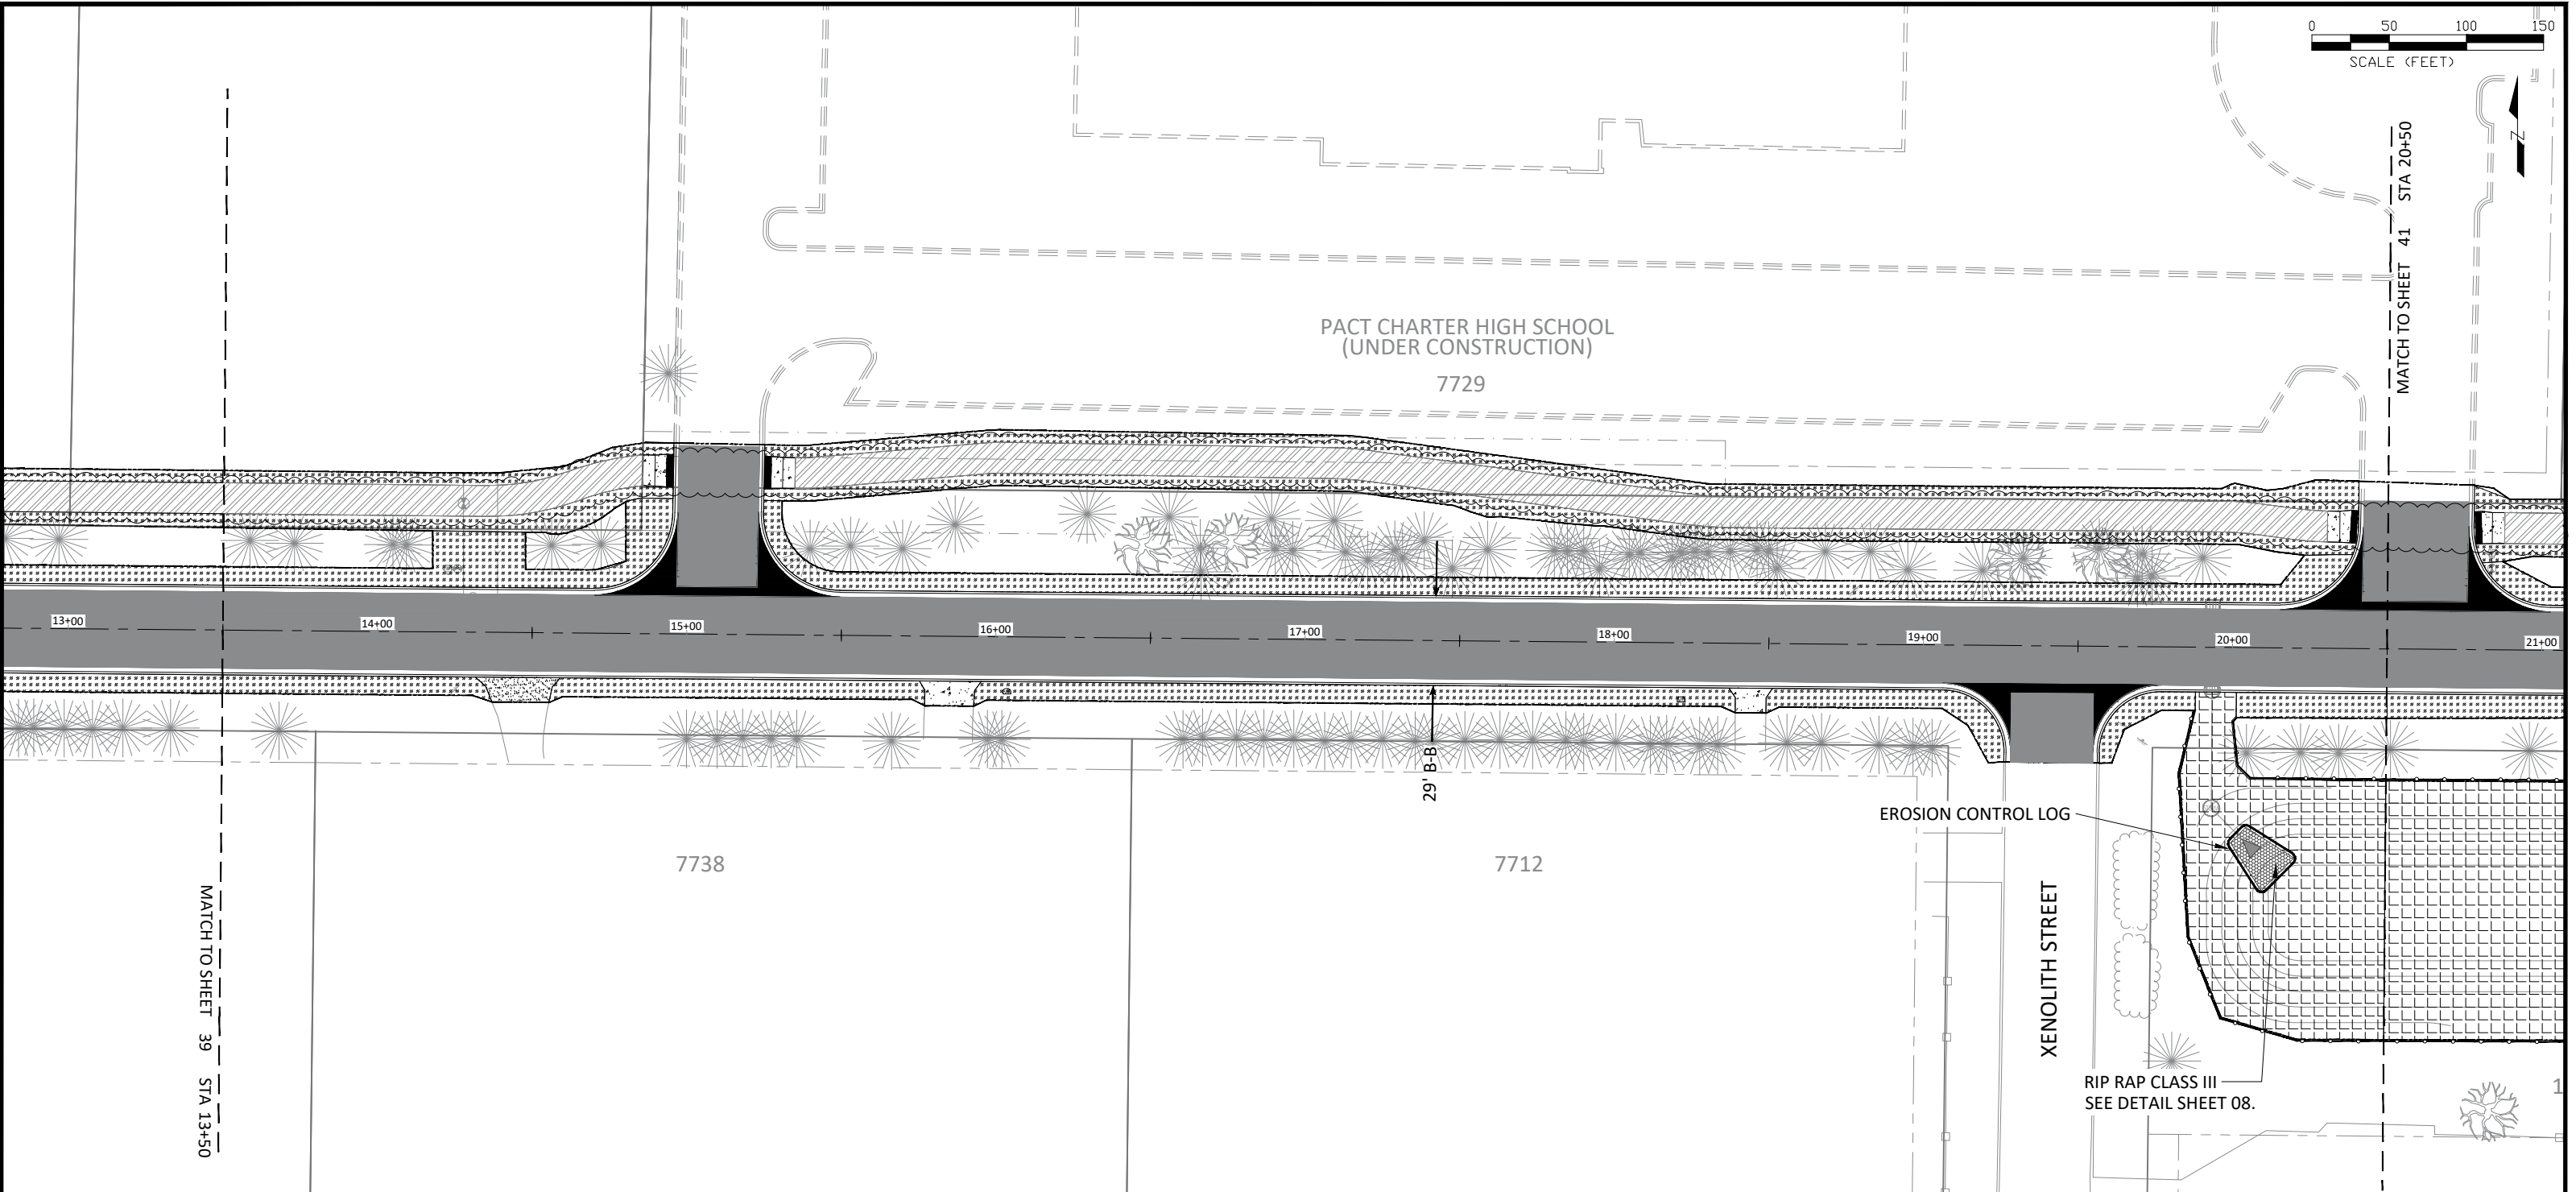 0 50 100 150
SCALE (FEET)
N
MATCH TO SHEET 41 STA 20+50
PACT CHARTER HIGH SCHOOL
(UNDER CONSTRUCTION)
7729
13+00 14+00 15+00 16+00 17+00 18+00 19+00 20+00 21+00
29' B-B
EROSION CONTROL LOG
7738
7712
MATCH TO SHEET 39 STA 13+50
XENOLITH STREET
RIP RAP CLASS III
SEE DETAIL SHEET 08.
1